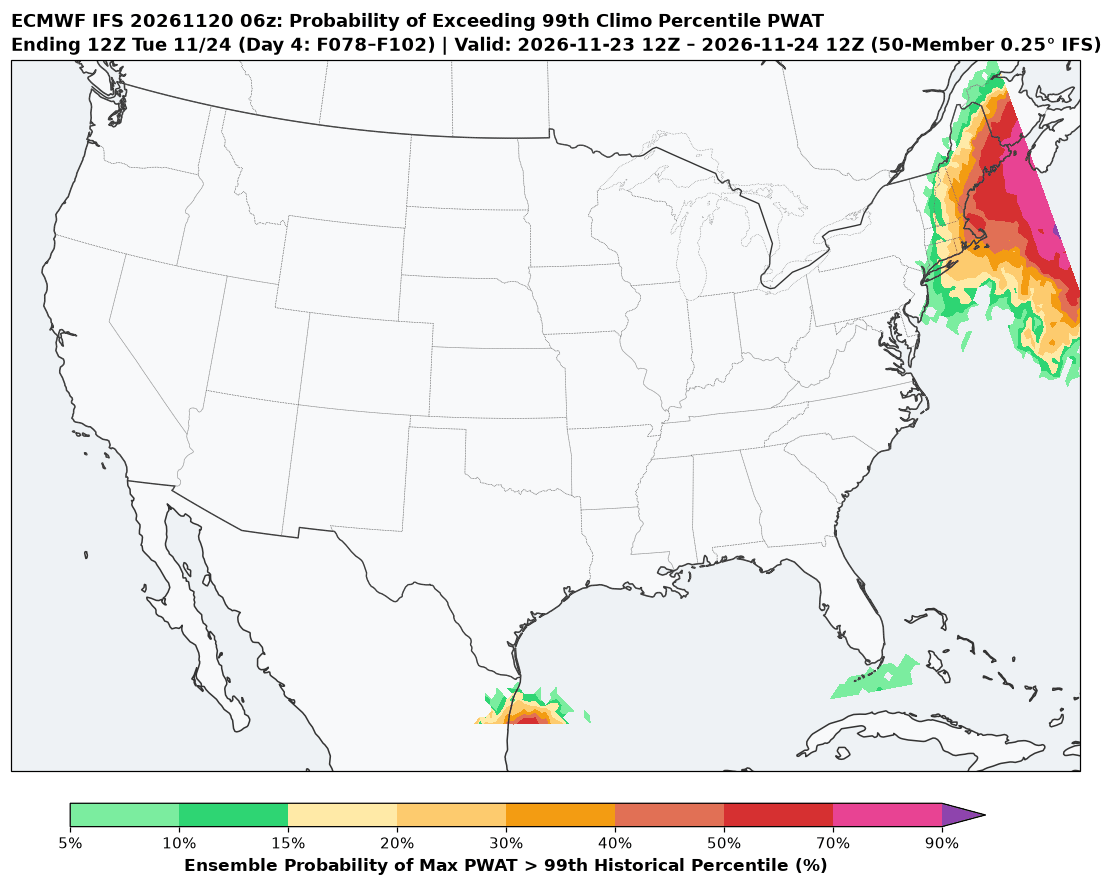 ECMWF IFS 20261120 06z: Probability of Exceeding 99th Climo Percentile PWAT
Ending 12Z Tue 11/24 (Day 4: F078–F102) | Valid: 2026-11-23 12Z – 2026-11-24 12Z (50-Member 0.25° IFS)
5% 10% 15% 20% 30% 40% 50% 70% 90%
Ensemble Probability of Max PWAT > 99th Historical Percentile (%)